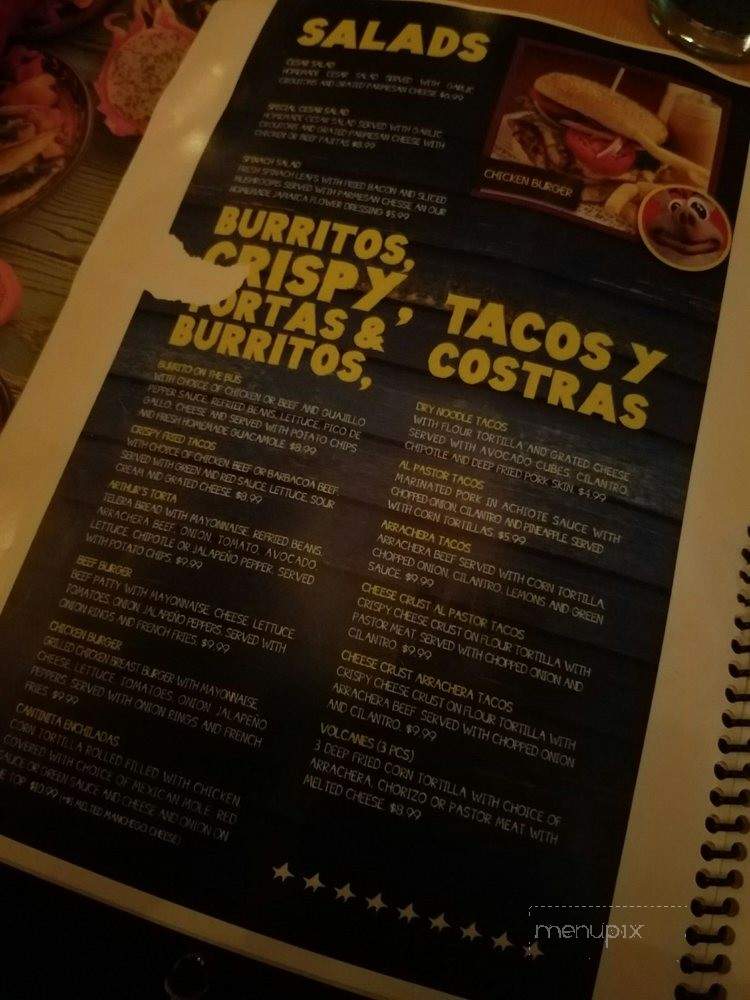 SALADS
CESAR SALAD
HOMEMADE CESAR SALAD SERVED WITH GARLIC
CROUTONS AND GRATED PARMESAN CHEESE $6.99
SPECIAL CESAR SALAD
HOMEMADE CESAR SALAD SERVED WITH GARLIC
CROUTONS AND GRATED PARMESAN CHEESE WITH
CHICKEN OR BEEF FAJITAS $8.99
SPINACH SALAD
FRESH SPINACH LEAFS WITH FRIED BACON AND SLICED
MUSHROOMS SERVED WITH PARMESAN CHESSE AN OUR
HOMEMADE JAMAICA FLOWER DRESSING $5.99
CHICKEN BURGER
BURRITOS,
CRISPY,
TORTAS &
BURRITOS,
BURRITO ON THE BUS
WITH CHOICE OF CHICKEN OR BEEF AND GUAJILLO
PEPPER SAUCE, REFRIED BEANS, LETTUCE, PICO DE
GALLO, CHEESE AND SERVED WITH POTATO CHIPS
AND FRESH HOMEMADE GUACAMOLE. $8.99
CRISPY FRIED TACOS
WITH CHOICE OF CHICKEN, BEEF OR BARBACOA BEEF,
SERVED WITH GREEN AND RED SAUCE, LETTUCE, SOUR
CREAM AND GRATED CHEESE. $8.99
ARTHUR'S TORTA
TELERA BREAD WITH MAYONNAISE, REFRIED BEANS,
ARRACHERA BEEF, ONION, TOMATO, AVOCADO,
LETTUCE, CHIPOTLE OR JALAPEÑO PEPPER, SERVED
WITH POTATO CHIPS. $9.99
BEEF BURGER
BEEF PATTY WITH MAYONNAISE, CHEESE, LETTUCE,
TOMATOES, ONION, JALAPEÑO PEPPERS, SERVED WITH
ONION RINGS AND FRENCH FRIES. $9.99
CHICKEN BURGER
GRILLED CHICKEN BREAST BURGER WITH MAYONNAISE,
CHEESE, LETTUCE, TOMATOES, ONION, JALAPEÑO
PEPPERS, SERVED WITH ONION RINGS AND FRENCH
FRIES. $9.99
CANTINITA ENCHILADAS
CORN TORTILLA ROLLED FILLED WITH CHICKEN
COVERED WITH CHOICE OF MEXICAN MOLE, RED
SAUCE OR GREEN SAUCE AND CHEESE AND ONION ON
TOP. $10.99 (MELTED MANCHEGO CHEESE)
TACOS Y
COSTRAS
DRY NOODLE TACOS
WITH FLOUR TORTILLA AND GRATED CHEESE,
SERVED WITH AVOCADO CUBES, CILANTRO,
CHIPOTLE AND DEEP FRIED PORK SKIN. $4.99
AL PASTOR TACOS
MARINATED PORK IN ACHIOTE SAUCE WITH
CHOPPED ONION, CILANTRO AND PINEAPPLE SERVED
WITH CORN TORTILLAS. $5.99
ARRACHERA TACOS
ARRACHERA BEEF SERVED WITH CORN TORTILLA
CHOPPED ONION, CILANTRO, LEMONS AND GREEN
SAUCE. $9.99
CHEESE CRUST AL PASTOR TACOS
CRISPY CHEESE CRUST ON FLOUR TORTILLA WITH
PASTOR MEAT, SERVED WITH CHOPPED ONION AND
CILANTRO. $9.99
CHEESE CRUST ARRACHERA TACOS
CRISPY CHEESE CRUST ON FLOUR TORTILLA WITH
ARRACHERA BEEF SERVED WITH CHOPPED ONION
AND CILANTRO. $9.99
VOLCANES (3 PCS)
3 DEEP FRIED CORN TORTILLA WITH CHOICE OF
ARRACHERA, CHORIZO OR PASTOR MEAT WITH
MELTED CHEESE. $8.99
menupix